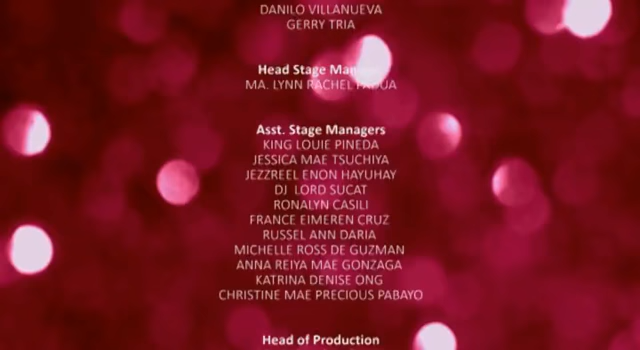 DANILO VILLANUEVA
GERRY TRIA
Head Stage Manager
MA. LYNN RACHEL PADUA
Asst. Stage Managers
KING LOUIE PINEDA
JESSICA MAE TSUCHIYA
JEZZREEL ENON HAYUHAY
DJ LORD SUCAT
RONALYN CASILI
FRANCE EIMEREN CRUZ
RUSSEL ANN DARIA
MICHELLE ROSS DE GUZMAN
ANNA REIYA MAE GONZAGA
KATRINA DENISE ONG
CHRISTINE MAE PRECIOUS PABAYO
Head of Production